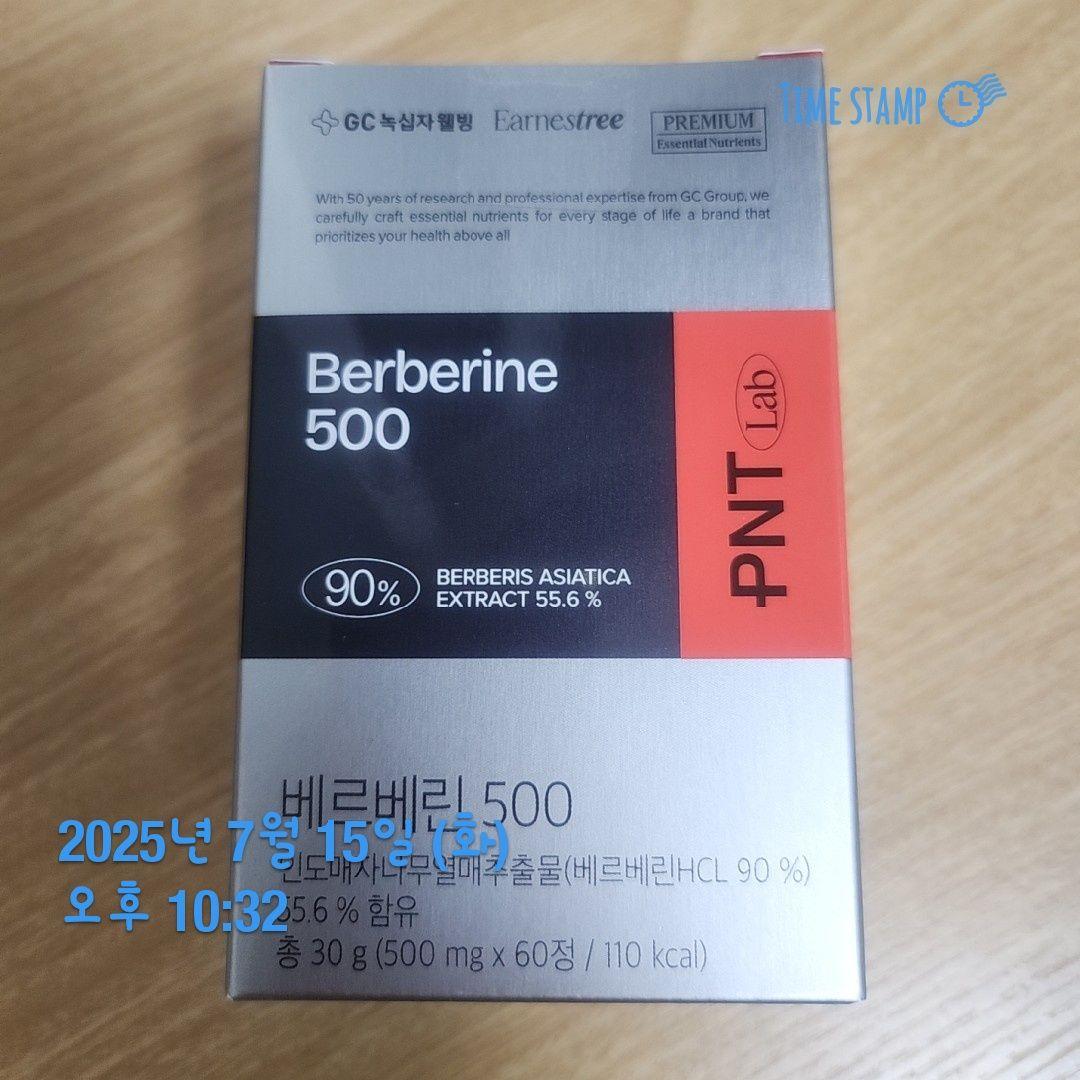 GC녹십자웰빙 Earnestree PREMIUM
Essential Nutrients
TIME STAMP
With 50 years of research and professional expertise from GC Group, we
carefully craft essential nutrients for every stage of life a brand that
prioritizes your health above all
Berberine
500
PNT Lab
90%
BERBERIS ASIATICA
EXTRACT 55.6 %
베르베린 500
2025년 7월 15일 (화)
인도매자나무열매추출물(베르베린HCL 90 %)
오후 10:32
55.6 % 함유
총 30 g (500 mg x 60정 / 110 kcal)